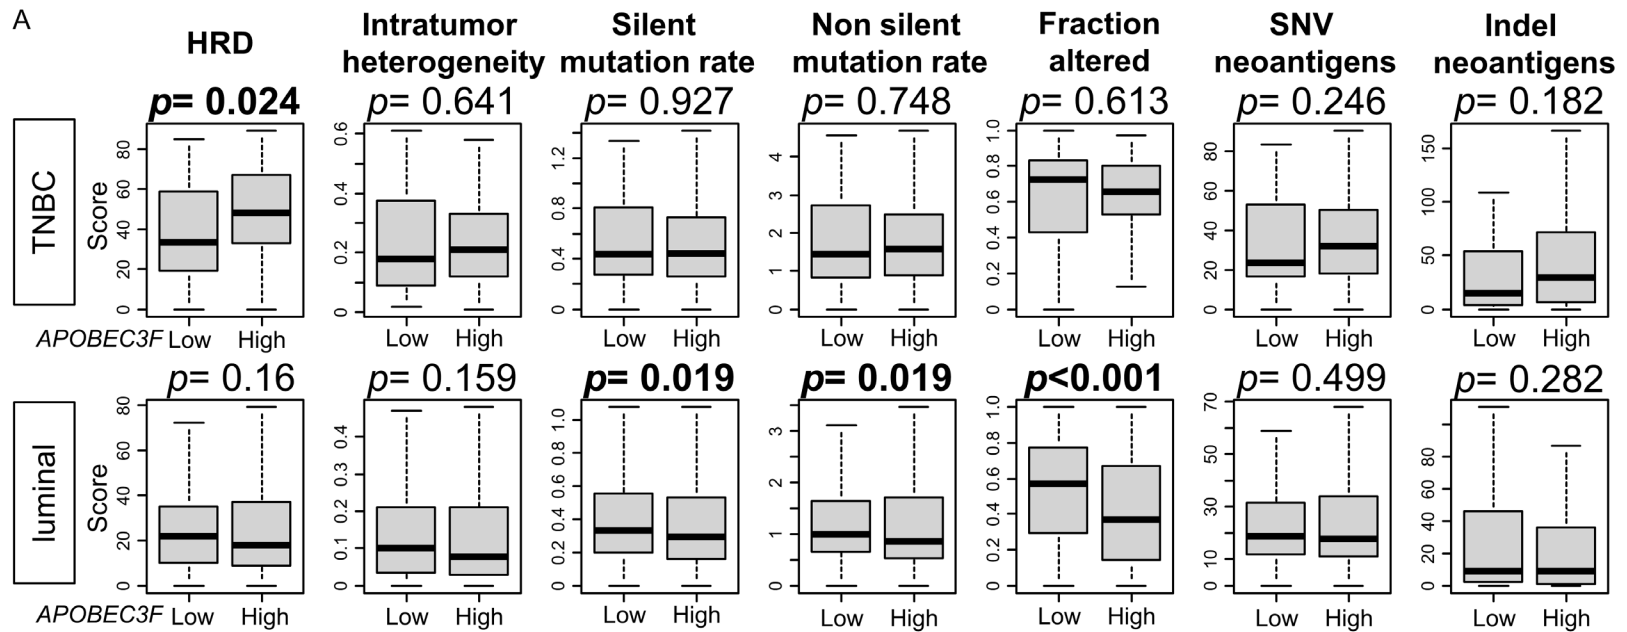 A
HRD
Intratumor
heterogeneity
Silent
mutation rate
Non silent
mutation rate
Fraction
altered
SNV
neoantigens
Indel
neoantigens
p= 0.024
p= 0.641
p= 0.927
p= 0.748
p= 0.613
p= 0.246
p= 0.182
TNBC
Score
0 20 40 60 80
0 0.2 0.4 0.6
0 0.4 0.8 1.2
0 1 2 3 4
0 0.2 0.4 0.6 0.8 1.0
0 20 40 60 80
0 50 100 150
APOBEC3F Low High
Low High
Low High
Low High
Low High
Low High
Low High
p= 0.16
p= 0.159
p= 0.019
p= 0.019
p<0.001
p= 0.499
p= 0.282
luminal
Score
0 20 40 60 80
0 0.1 0.2 0.3 0.4
0 0.2 0.4 0.6 0.8 1.0
0 1 2 3
0 0.2 0.4 0.6 0.8 1.0
0 10 30 50 70
0 20 40 60 80
APOBEC3F Low High
Low High
Low High
Low High
Low High
Low High
Low High